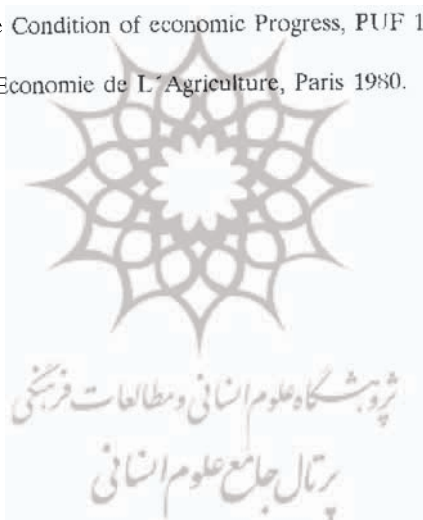 Condition of economic Progress, PUF 1
Economie de L´Agriculture, Paris 1980.
پژوهشگاه علوم انسانی و مطالعات فرهنگی
پرتال جامع علوم انسانی